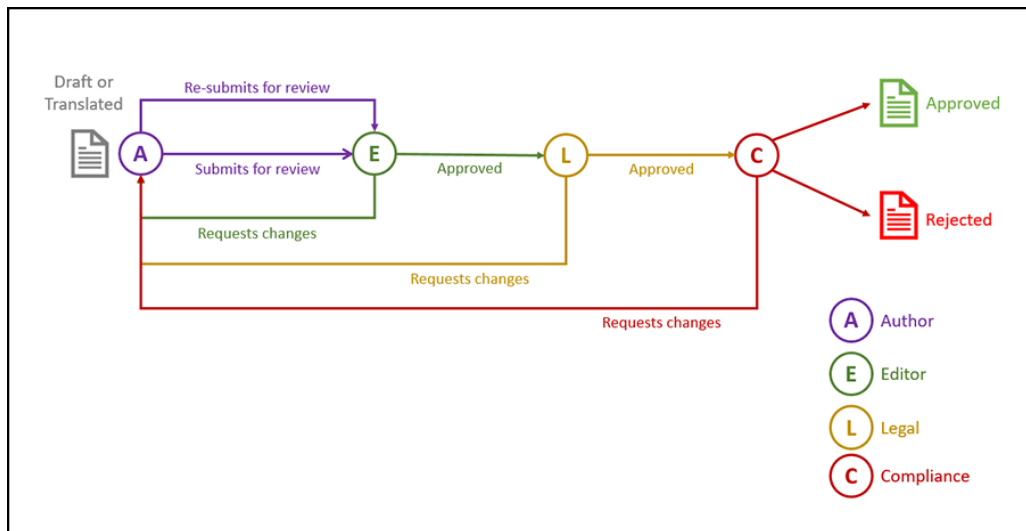 Draft or
Translated
Re-submits for review
A
Submits for review
E
Approved
L
Approved
C
Approved
Rejected
Requests changes
Requests changes
Requests changes
A Author
E Editor
L Legal
C Compliance